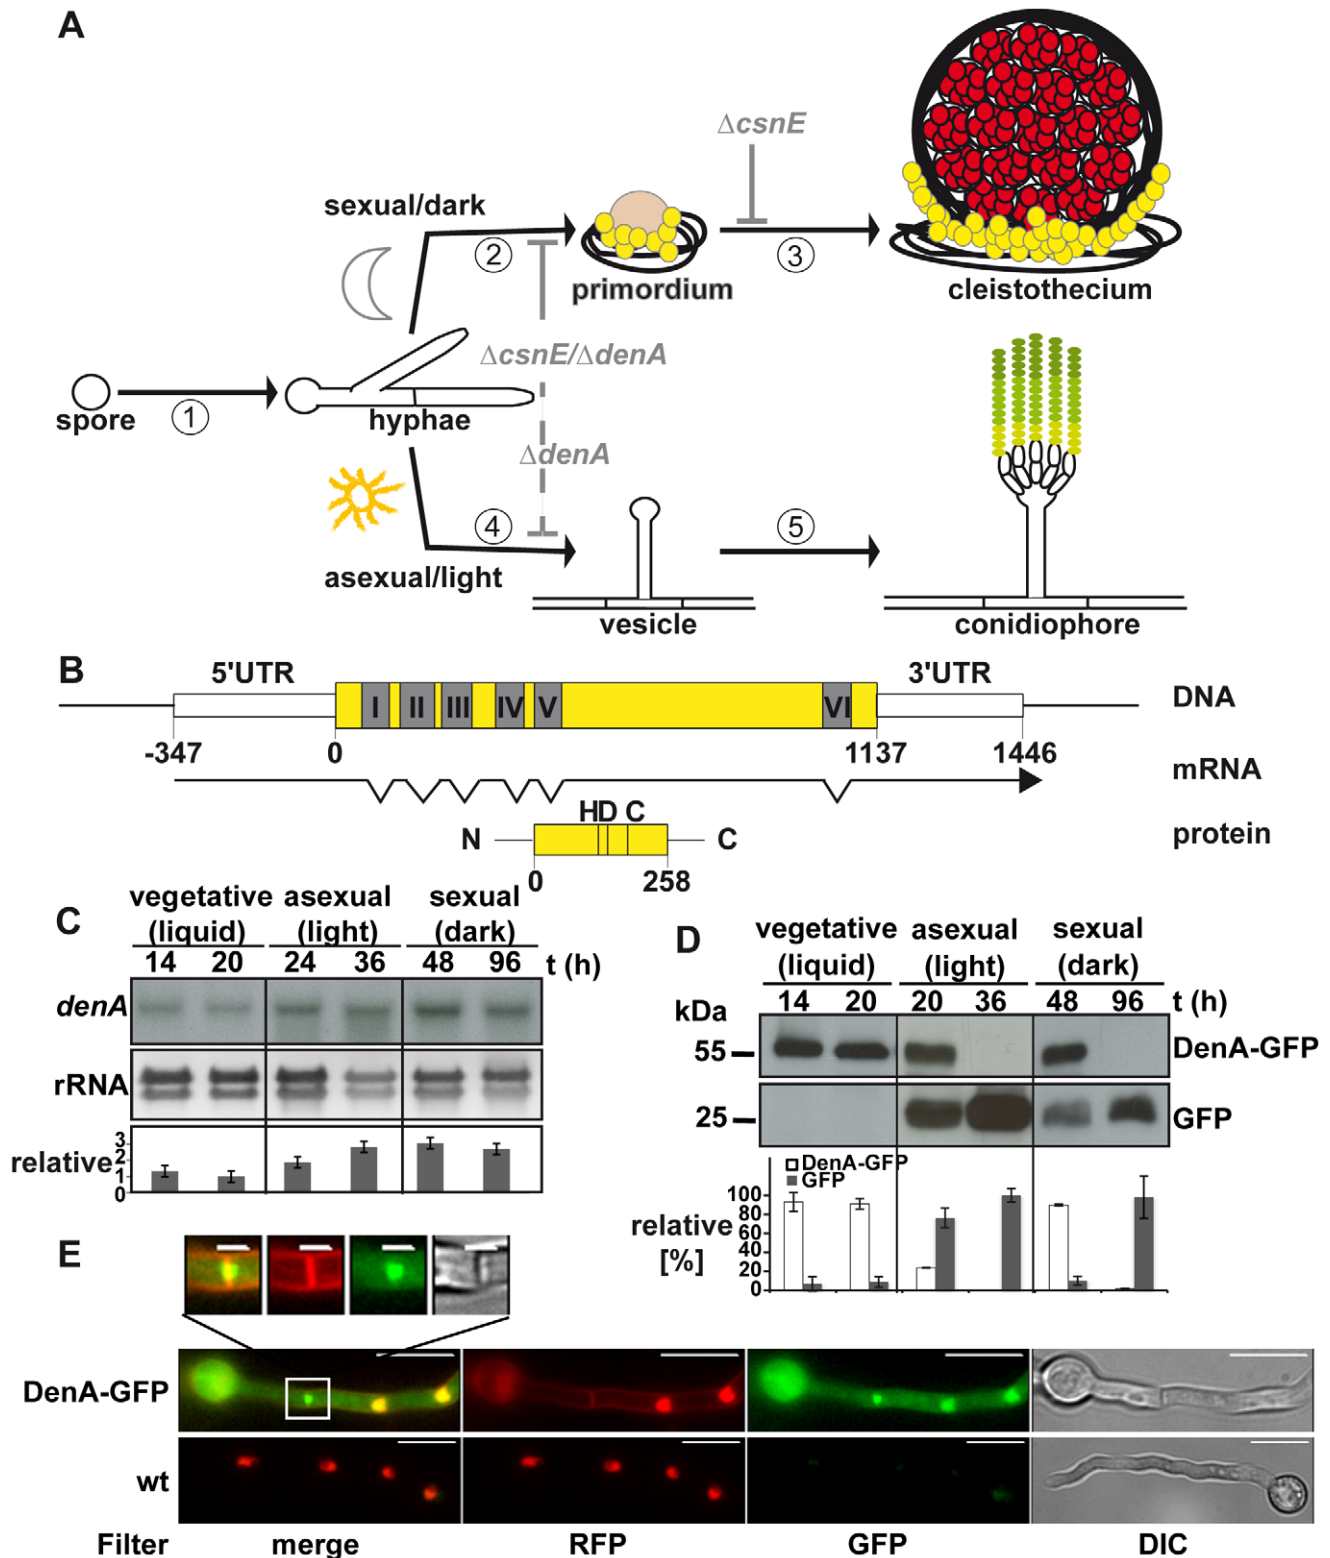 A
ΔcsnE
sexual/dark
2
3
primordium
cleistothecium
ΔcsnE/ΔdenA
spore
1
hyphae
ΔdenA
4
5
asexual/light
vesicle
conidiophore
B
5'UTR
3'UTR
I II III IV V VI
DNA
-347 0 1137 1446
mRNA
HD C
N C
protein
0 258
C
vegetative asexual sexual
(liquid) (light) (dark)
14 20 24 36 48 96 t (h)
denA
rRNA
3
2
relative
1
0
D
vegetative asexual sexual
(liquid) (light) (dark)
kDa 14 20 20 36 48 96 t (h)
55 DenA-GFP
25 GFP
DenA-GFP
GFP
100
80
relative
60
40
[%]
20
0
E
DenA-GFP
wt
Filter merge RFP GFP DIC